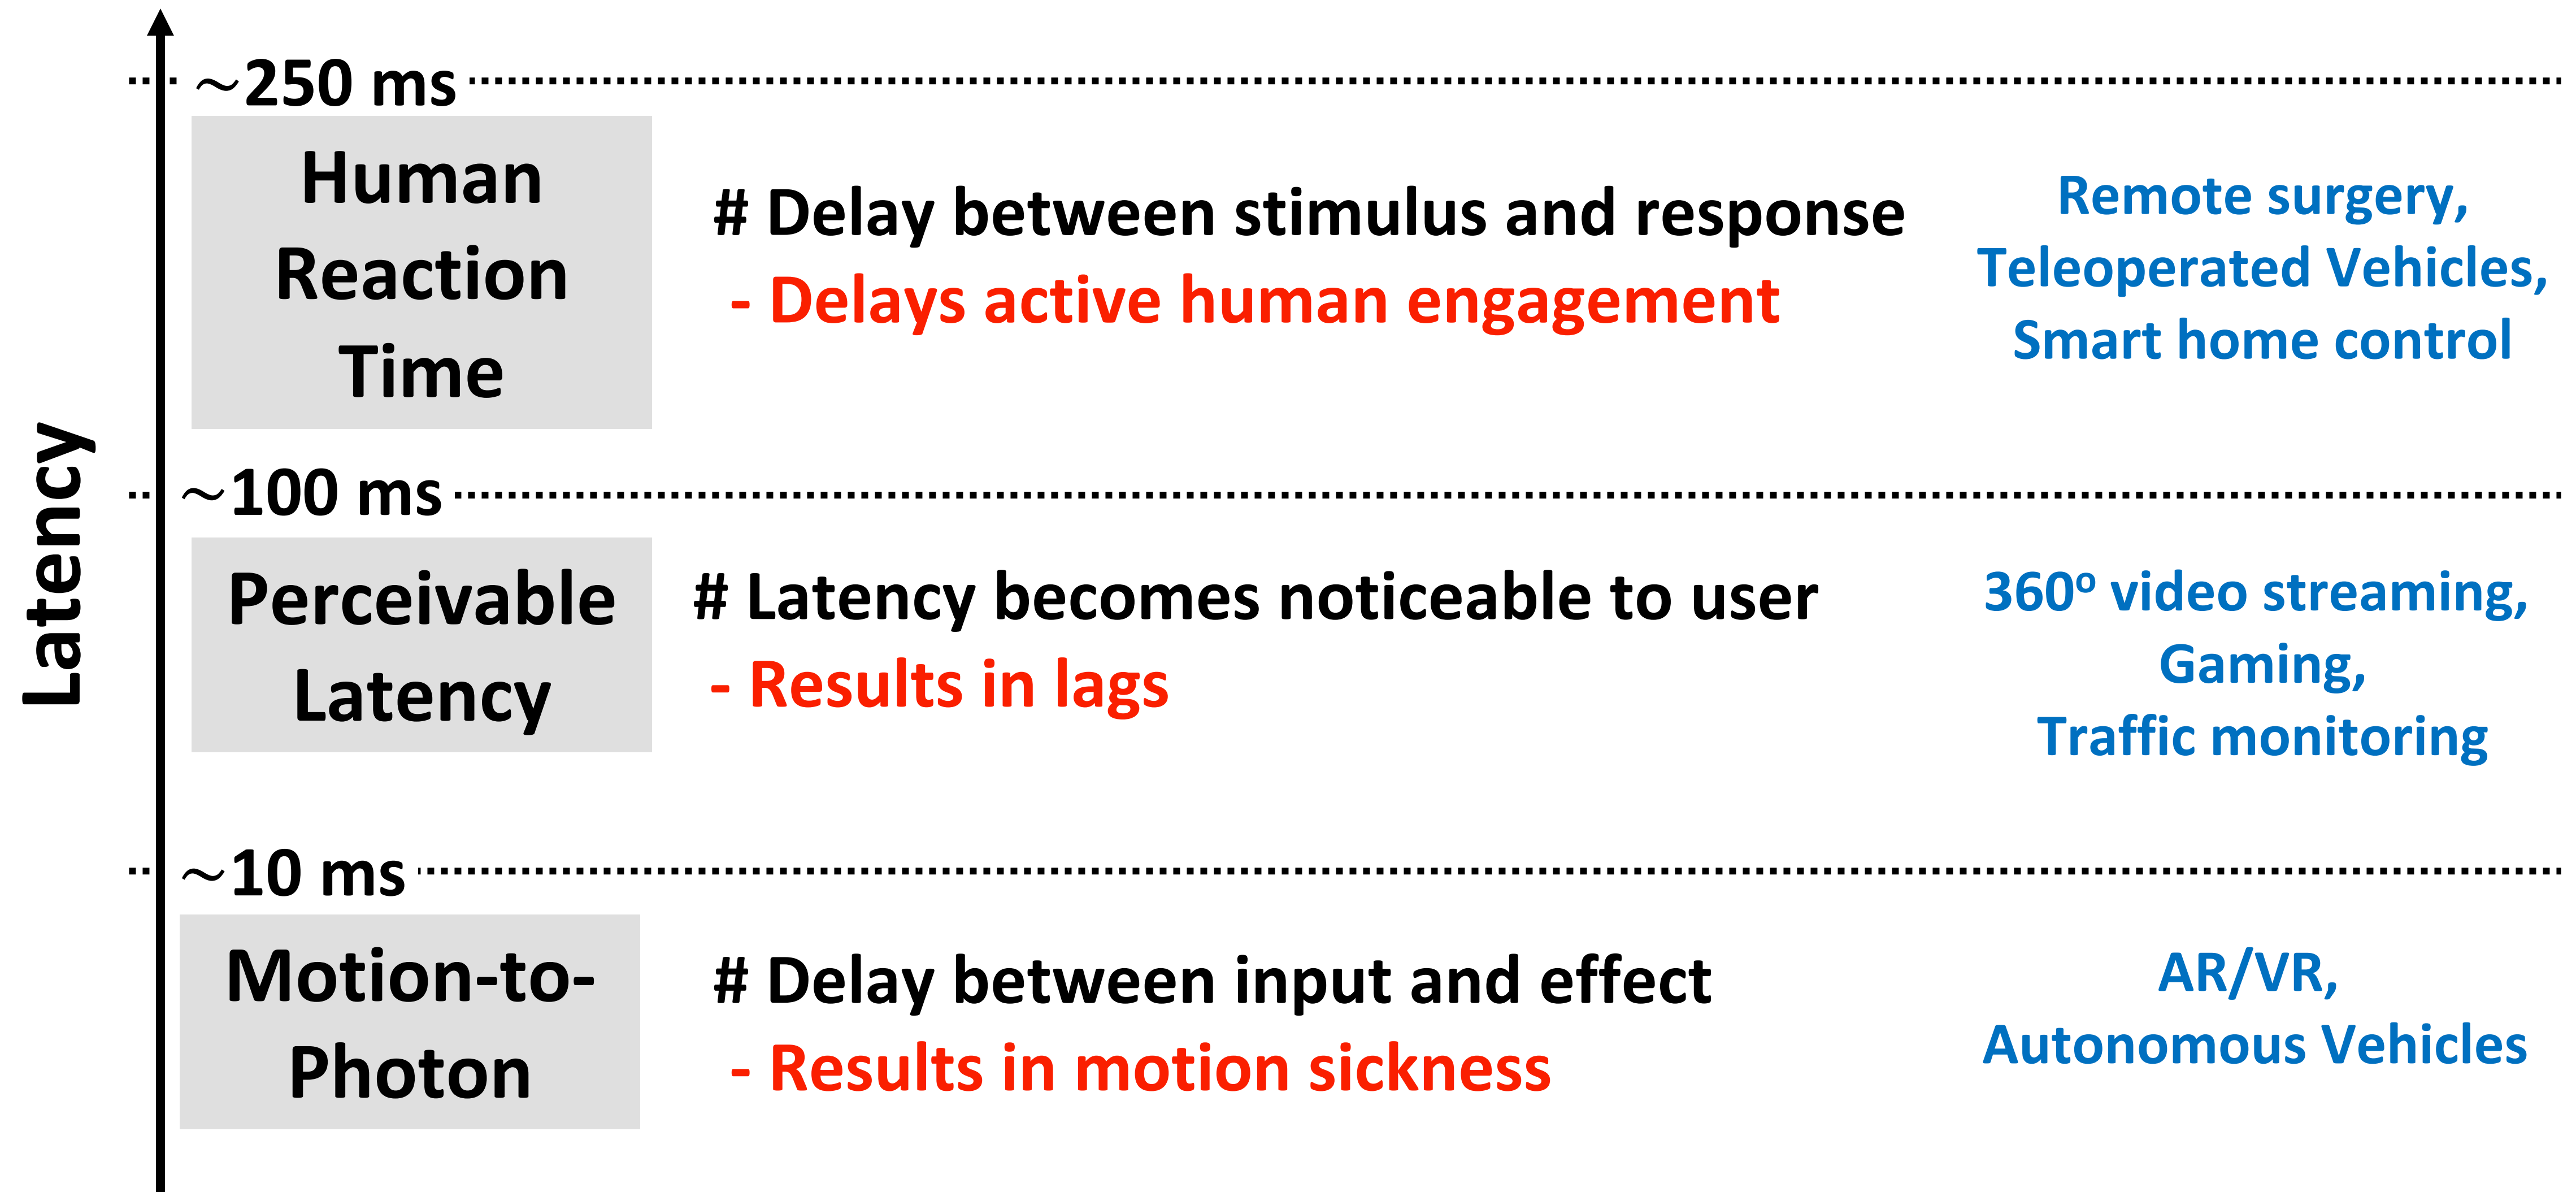 Latency
~250 ms
Human
Reaction
Time
# Delay between stimulus and response
- Delays active human engagement
Remote surgery,
Teleoperated Vehicles,
Smart home control
~100 ms
Perceivable
Latency
# Latency becomes noticeable to user
- Results in lags
360º video streaming,
Gaming,
Traffic monitoring
~10 ms
Motion-to-
Photon
# Delay between input and effect
- Results in motion sickness
AR/VR,
Autonomous Vehicles